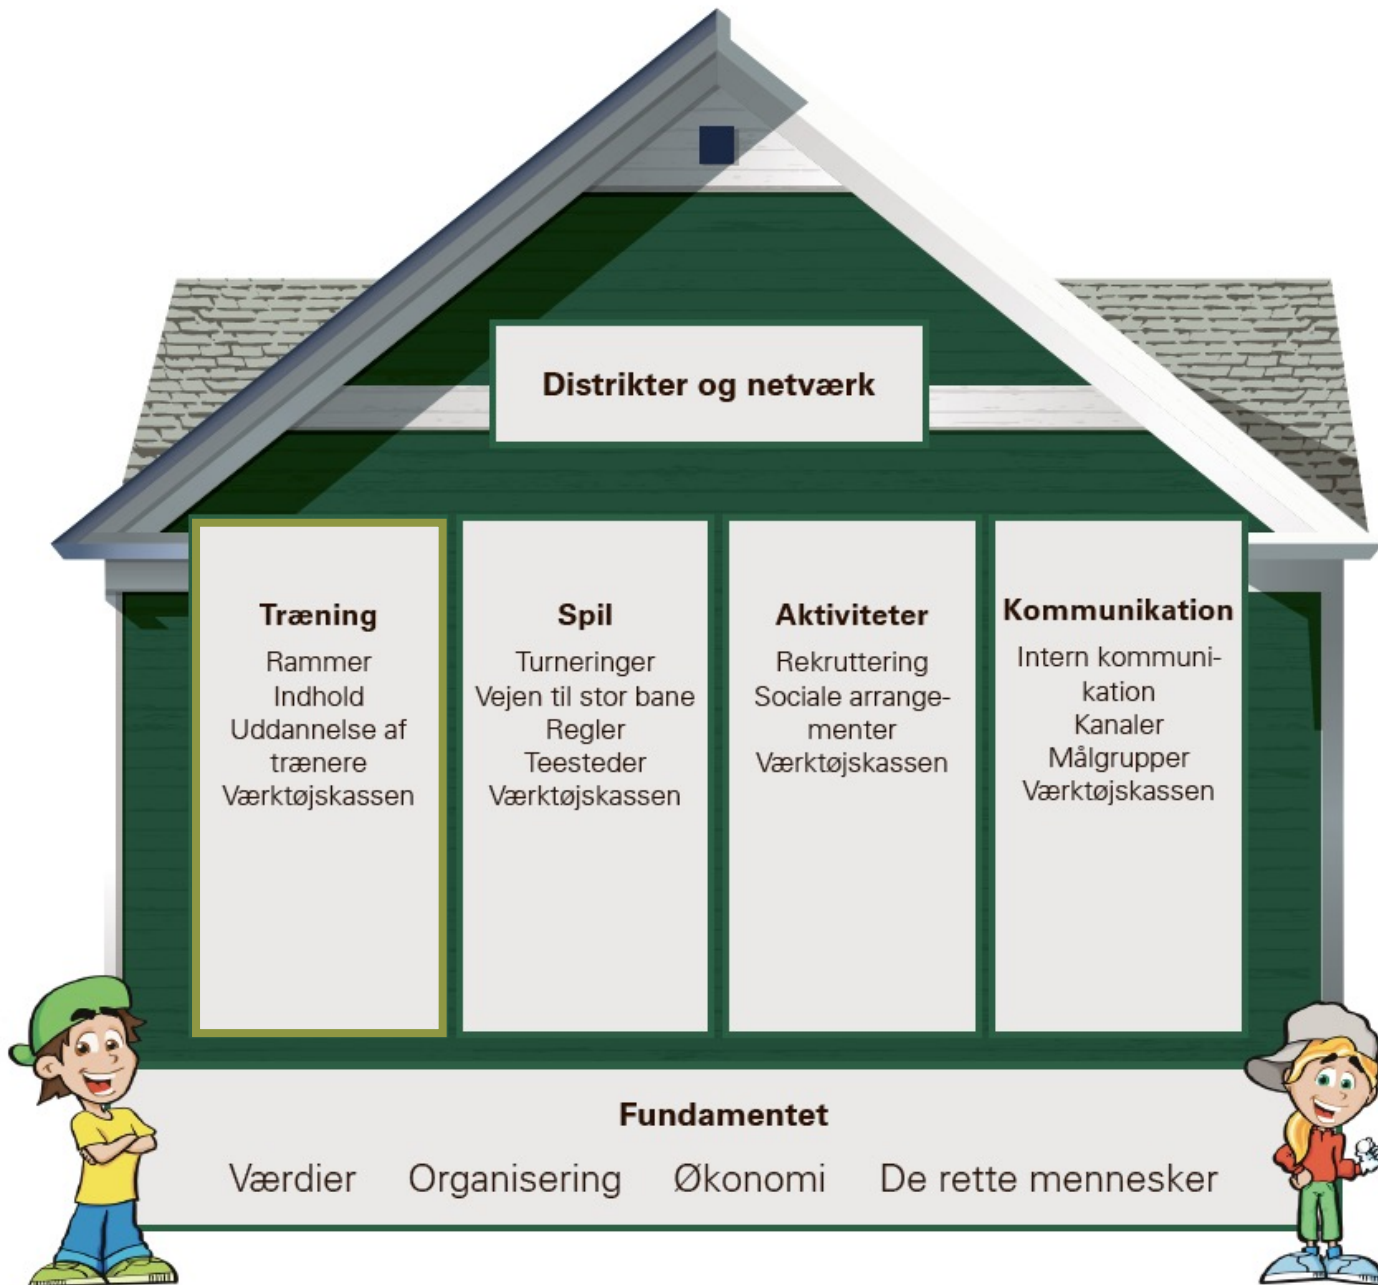 Distrikter og netværk
Træning
Rammer
Indhold
Uddannelse af
trænere
Værktøjskassen
Spil
Turneringer
Vejen til stor bane
Regler
Teesteder
Værktøjskassen
Aktiviteter
Rekruttering
Sociale arrange-
menter
Værktøjskassen
Kommunikation
Intern kommuni-
kation
Kanaler
Målgrupper
Værktøjskassen
Fundamentet
Værdier Organisering Økonomi De rette mennesker